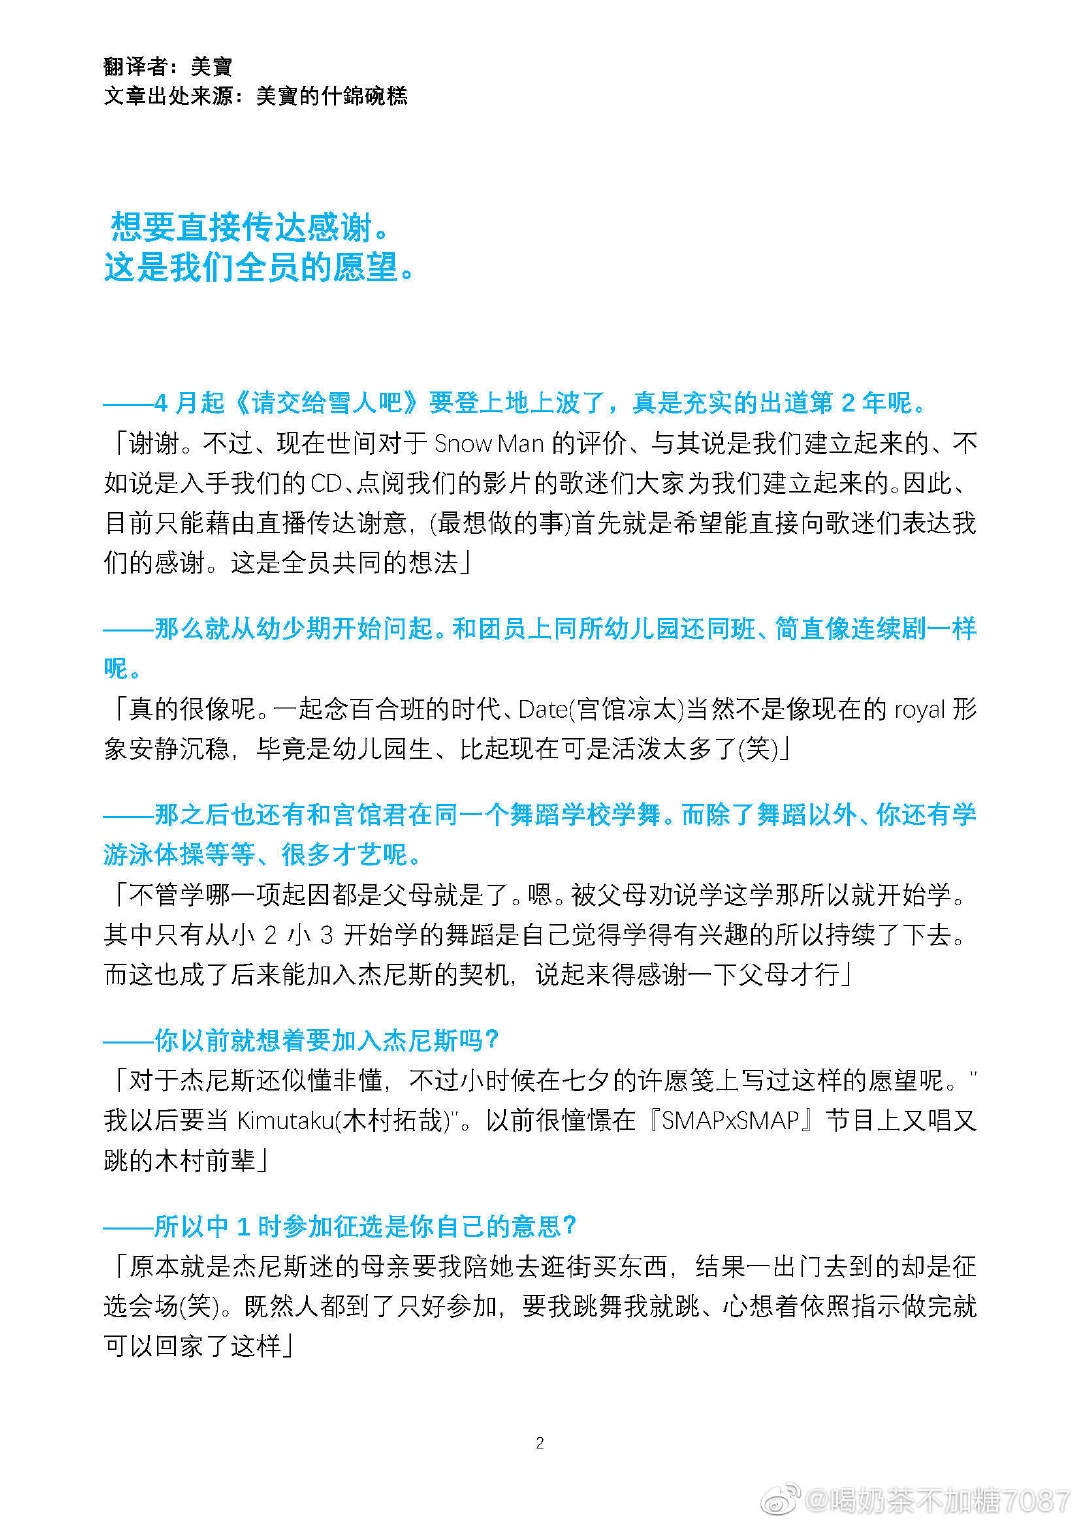 翻译者：美寶
文章出处来源：美寶的什錦碗糕
想要直接传达感谢。
这是我们全员的愿望。
——4 月起《请交给雪人吧》要登上地上波了，真是充实的出道第 2 年呢。
「谢谢。不过、现在世间对于 Snow Man 的评价、与其说是我们建立起来的、不
如说是入手我们的 CD、点阅我们的影片的歌迷们大家为我们建立起来的。因此、
目前只能藉由直播传达谢意，(最想做的事)首先就是希望能直接向歌迷们表达我
们的感谢。这是全员共同的想法」
——那么就从幼少期开始问起。和团员上同所幼儿园还同班、简直像连续剧一样
呢。
「真的很像呢。一起念百合班的时代、Date(宫馆凉太)当然不是像现在的 royal 形
象安静沉稳，毕竟是幼儿园生、比起现在可是活泼太多了(笑)」
——那之后也还有和宫馆君在同一个舞蹈学校学舞。而除了舞蹈以外、你还有学
游泳体操等等、很多才艺呢。
「不管学哪一项起因都是父母就是了。嗯。被父母劝说学这学那所以就开始学。
其中只有从小 2 小 3 开始学的舞蹈是自己觉得学得有兴趣的所以持续了下去。
而这也成了后来能加入杰尼斯的契机，说起来得感谢一下父母才行」
——你以前就想着要加入杰尼斯吗？
「对于杰尼斯还似懂非懂，不过小时候在七夕的许愿笺上写过这样的愿望呢。"
我以后要当 Kimutaku(木村拓哉)"。以前很憧憬在『SMAPxSMAP』节目上又唱又
跳的木村前辈」
——所以中 1 时参加征选是你自己的意思？
「原本就是杰尼斯迷的母亲要我陪她去逛街买东西，结果一出门去到的却是征
选会场(笑)。既然人都到了只好参加，要我跳舞我就跳、心想着依照指示做完就
可以回家了这样」
2
@喝奶茶不加糖7087